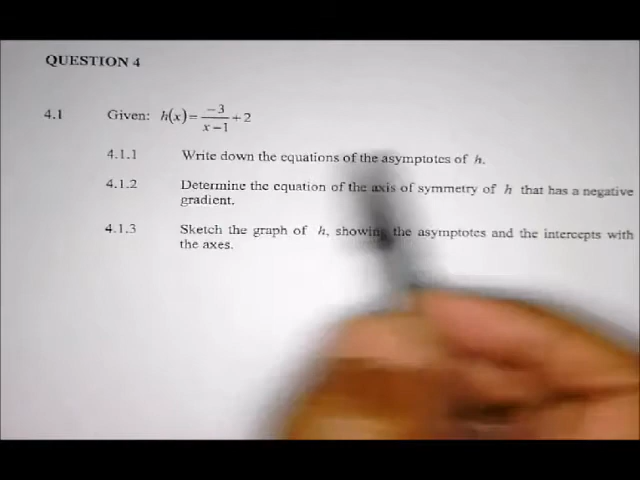 QUESTION 4
4.1 Given: h(x) = -3/(x-1) + 2
4.1.1 Write down the equations of the asymptotes of h.
4.1.2 Determine the equation of the axis of symmetry of h that has a negative
gradient.
4.1.3 Sketch the graph of h, showing the asymptotes and the intercepts with
the axes.